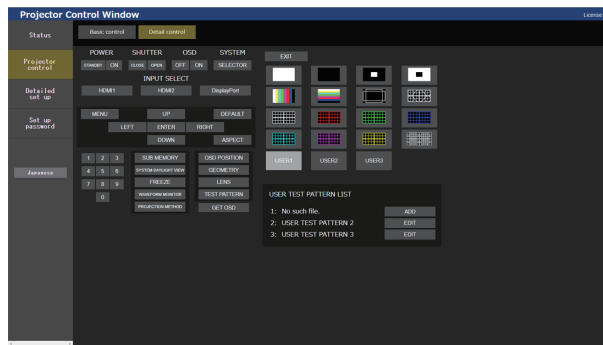 Projector Control Window
License
Status
Projector
control
Detailed
set up
Set up
password
Japanese
Basic control
Detail control
POWER SHUTTER OSD SYSTEM
STANDBY ON CLOSE OPEN OFF ON SELECTOR
INPUT SELECT
HDMI1 HDMI2 DisplayPort
MENU UP DEFAULT
LEFT ENTER RIGHT
DOWN ASPECT
1 2 3 SUB MEMORY OSD POSITION
4 5 6 SYSTEM DAYLIGHT VIEW GEOMETRY
7 8 9 FREEZE LENS
0 WAVEFORM MONITOR TEST PATTERN
PROJECTION METHOD GET OSD
EXIT
USER1 USER2 USER3
USER TEST PATTERN LIST
1: No such file. ADD
2: USER TEST PATTERN 2 EDIT
3: USER TEST PATTERN 3 EDIT